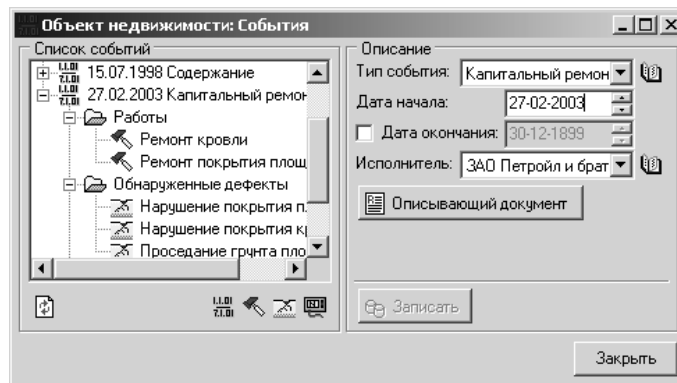 Объект недвижимости: События
Список событий
15.07.1998 Содержание
27.02.2003 Капитальный ремон
Работы
Ремонт кровли
Ремонт покрытия площ
Обнаруженные дефекты
Нарушение покрытия п.
Нарушение покрытия к
Проседание грунта пло
Описание
Тип события: Капитальный ремон
Дата начала: 27-02-2003
Дата окончания: 30-12-1899
Исполнитель: ЗАО Петройл и брат
Описывающий документ
Записать
Закрыть